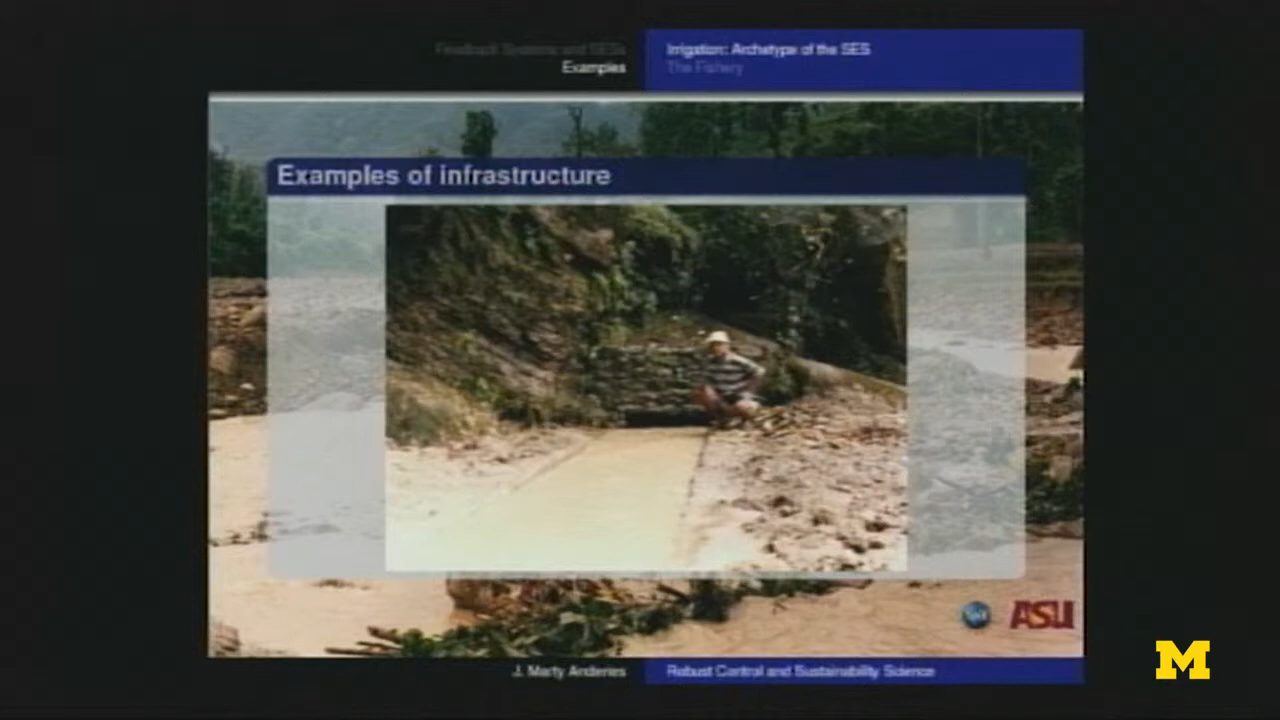 Feedback Systems and SESs
Examples
Irrigation: Archetype of the SES
The Fishery
Examples of infrastructure
ASU
J. Marty Anderies
Robust Control and Sustainability Science
M